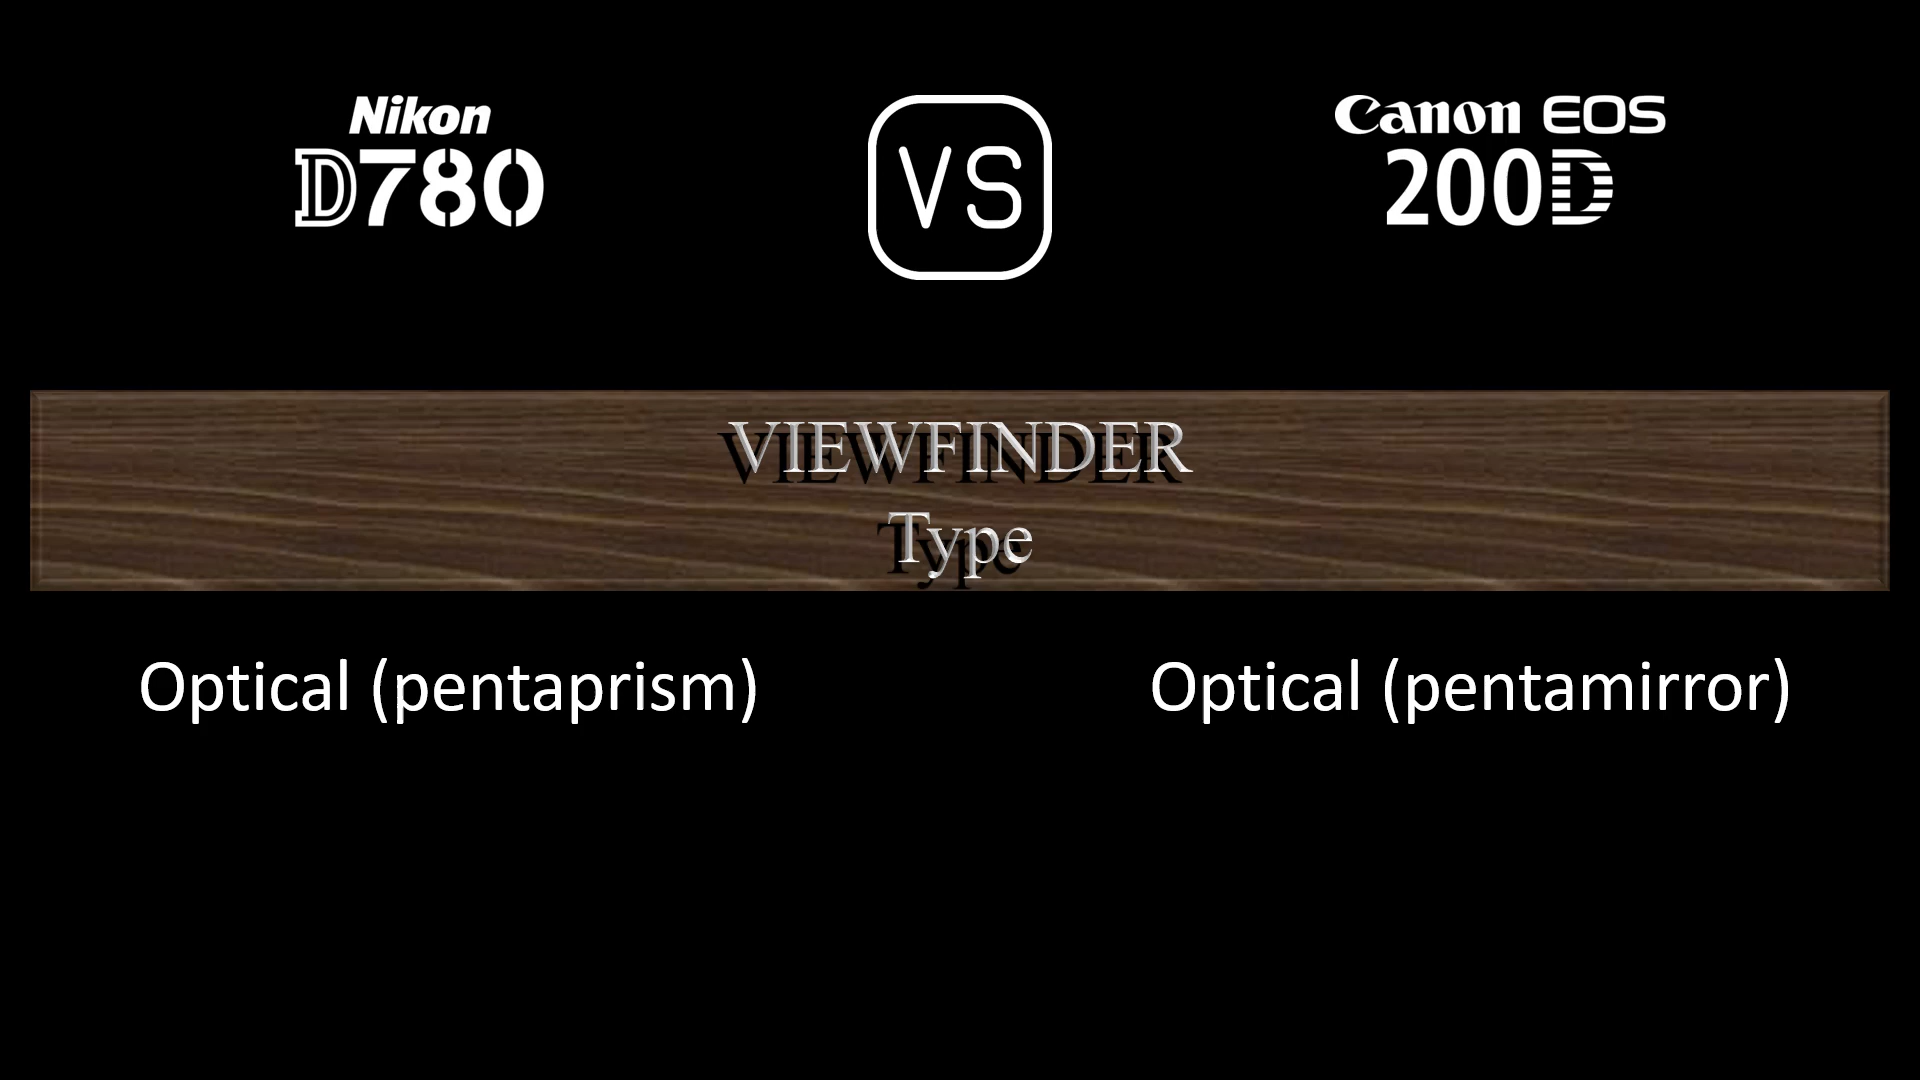 Nikon
D780
VS
Canon EOS
200D
VIEWFINDER
Type
Optical (pentaprism)
Optical (pentamirror)